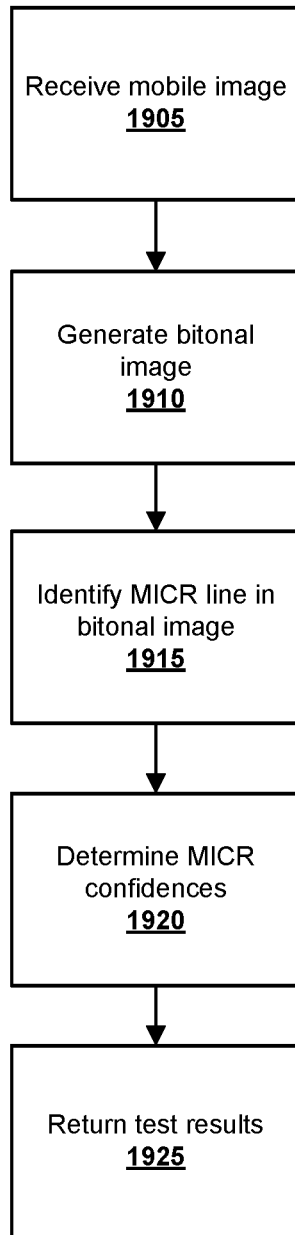 Receive mobile image
1905
Generate bitonal
image
1910
Identify MICR line in
bitonal image
1915
Determine MICR
confidences
1920
Return test results
1925